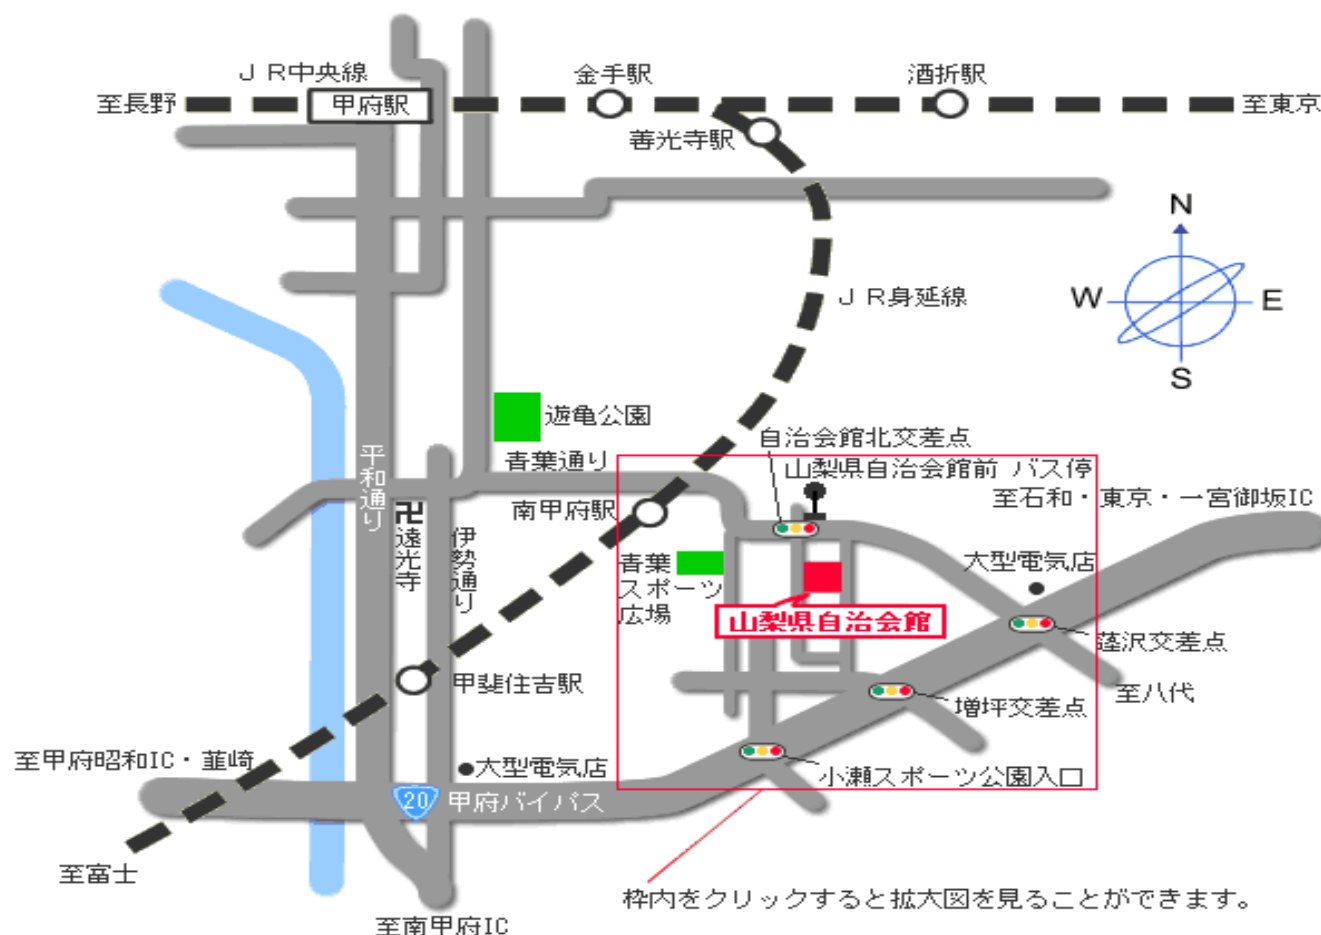 ＪＲ中央線
金手駅
酒折駅
至長野
甲府駅
至東京
善光寺駅
N
W
E
S
ＪＲ身延線
遊亀公園
自治会館北交差点
平和通り
青葉通り
山梨県自治会館前 バス停
至石和・東京・一宮御坂IC
南甲府駅
卍
遠光寺
伊勢通り
青葉
スポーツ
広場
大型電気店
山梨県自治会館
蓬沢交差点
甲斐住吉駅
至八代
増坪交差点
至甲府昭和IC・韮崎
大型電気店
小瀬スポーツ公園入口
20
甲府バイパス
至富士
枠内をクリックすると拡大図を見ることができます。
至南甲府IC